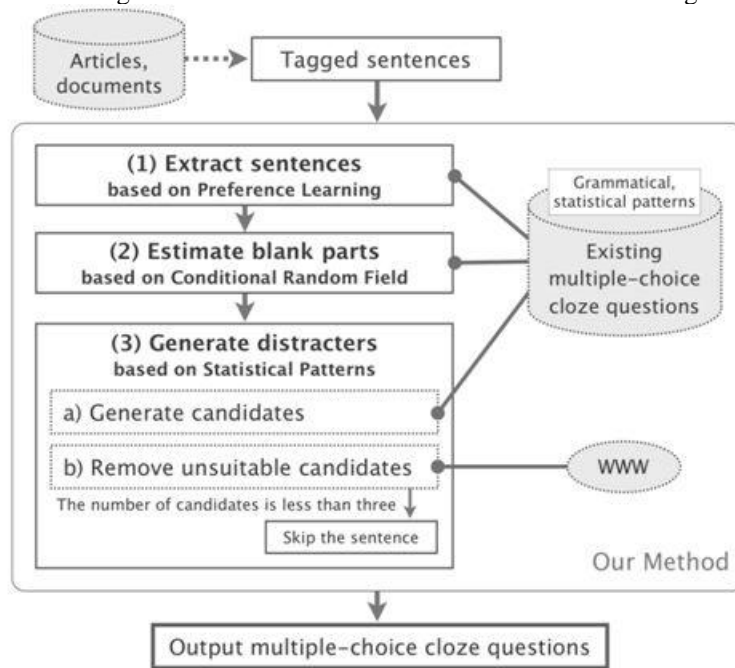 Articles,
documents
Tagged sentences
(1) Extract sentences
based on Preference Learning
Grammatical,
statistical patterns
(2) Estimate blank parts
based on Conditional Random Field
Existing
multiple-choice
cloze questions
(3) Generate distracters
based on Statistical Patterns
a) Generate candidates
b) Remove unsuitable candidates
WWW
The number of candidates is less than three
Skip the sentence
Our Method
Output multiple-choice cloze questions